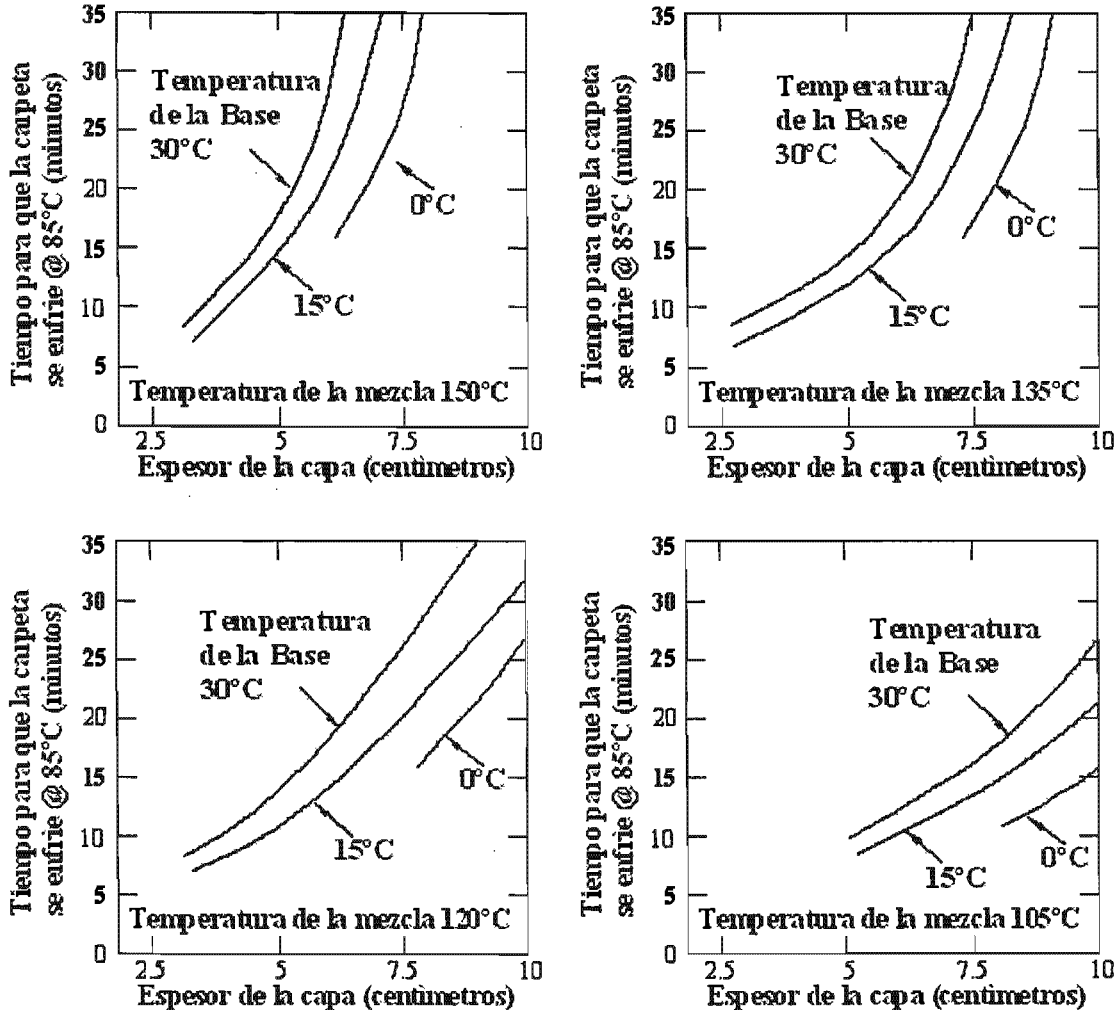 Tiempo para que la carpeta
se enfrie @ 85°C (minutos)
35
30
25
20
15
10
5
0
Temperatura
de la Base
30°C
0°C
15°C
Temperatura de la mezcla 150°C
2.5 5 7.5 10
Espesor de la capa (centìmetros)
Tiempo para que la carpeta
se enfrie @ 85°C (minutos)
35
30
25
20
15
10
5
0
Temperatura
de la Base
30°C
0°C
15°C
Temperatura de la mezcla 135°C
2.5 5 7.5 10
Espesor de la capa (centìmetros)
Tiempo para que la carpeta
se enfrie @ 85°C (minutos)
35
30
25
20
15
10
5
0
Temperatura
de la Base
30°C
0°C
15°C
Temperatura de la mezcla 120°C
2.5 5 7.5 10
Espesor de la capa (centìmetros)
Tiempo para que la carpeta
se enfrie @ 85°C (minutos)
35
30
25
20
15
10
5
0
Temperatura
de la Base
30°C
0°C
15°C
Temperatura de la mezcla 105°C
2.5 5 7.5 10
Espesor de la capa (centìmetros)